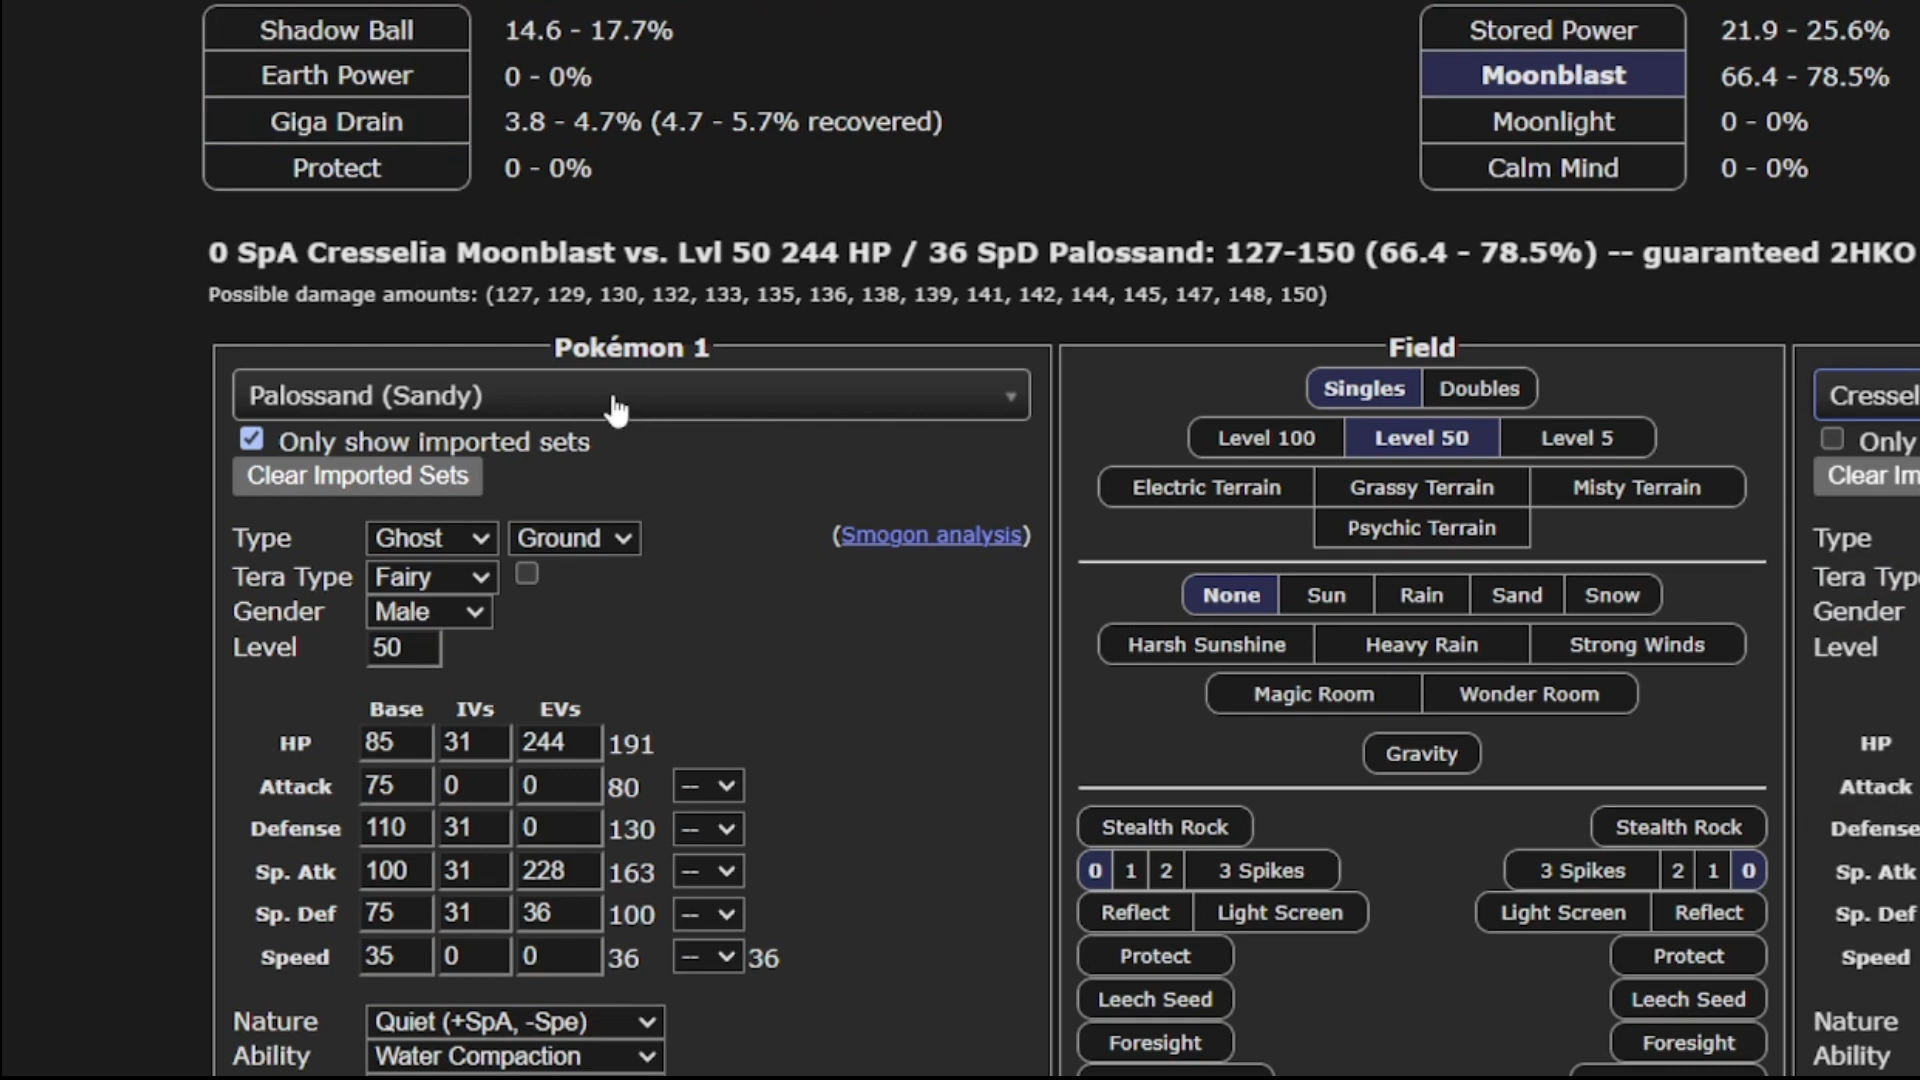 Shadow Ball 14.6 - 17.7%
Earth Power 0 - 0%
Giga Drain 3.8 - 4.7% (4.7 - 5.7% recovered)
Protect 0 - 0%
Stored Power 21.9 - 25.6%
Moonblast 66.4 - 78.5%
Moonlight 0 - 0%
Calm Mind 0 - 0%
0 SpA Cresselia Moonblast vs. Lvl 50 244 HP / 36 SpD Palossand: 127-150 (66.4 - 78.5%) -- guaranteed 2HKO
Possible damage amounts: (127, 129, 130, 132, 133, 135, 136, 138, 139, 141, 142, 144, 145, 147, 148, 150)
Pokémon 1
Palossand (Sandy)
Only show imported sets
Clear Imported Sets
Type Ghost Ground (Smogon analysis)
Tera Type Fairy
Gender Male
Level 50
Base IVs EVs
HP 85 31 244 191
Attack 75 0 0 80 --
Defense 110 31 0 130 --
Sp. Atk 100 31 228 163 --
Sp. Def 75 31 36 100 --
Speed 35 0 0 36 -- 36
Nature Quiet (+SpA, -Spe)
Ability Water Compaction
Field
Singles Doubles
Level 100 Level 50 Level 5
Electric Terrain Grassy Terrain Misty Terrain
Psychic Terrain
None Sun Rain Sand Snow
Harsh Sunshine Heavy Rain Strong Winds
Magic Room Wonder Room
Gravity
Stealth Rock Stealth Rock
0 1 2 3 Spikes 3 Spikes 2 1 0
Reflect Light Screen Light Screen Reflect
Protect Protect
Leech Seed Leech Seed
Foresight Foresight
Cressel
Only
Clear Im
Type
Tera Typ
Gender
Level
HP
Attack
Defense
Sp. Atk
Sp. Def
Speed
Nature
Ability